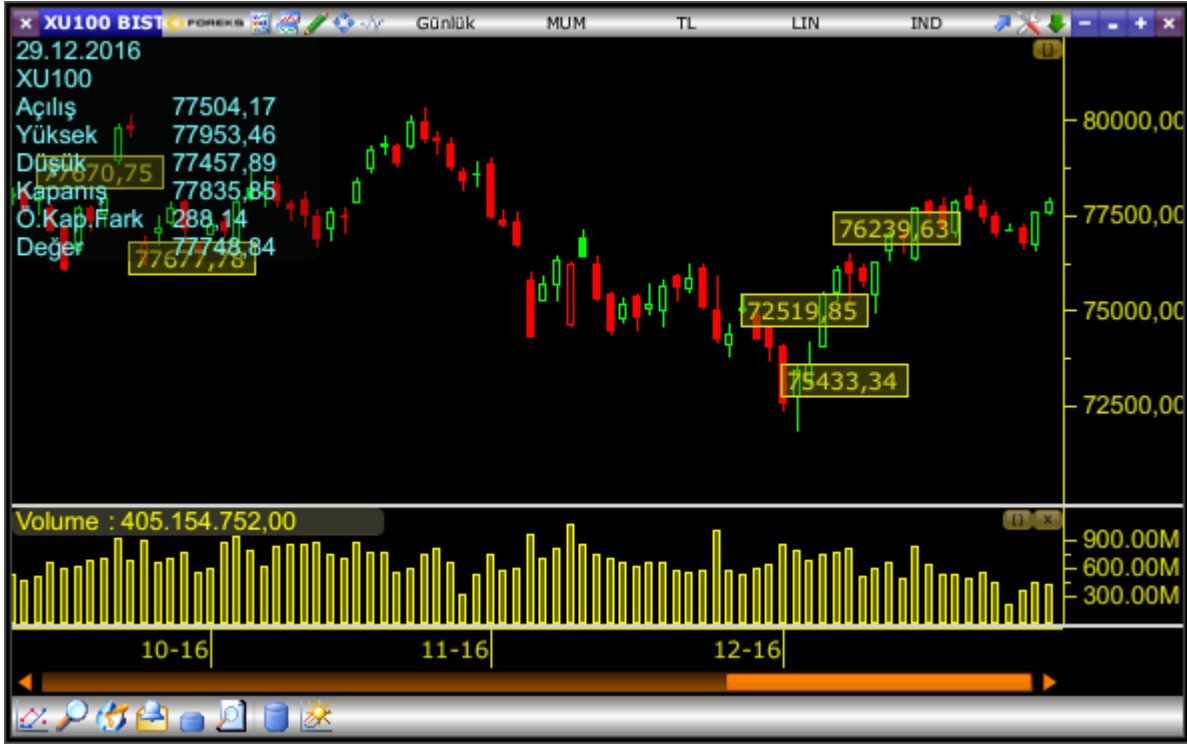 XU100 BIST FOREKS Günlük MUM TL LIN IND
29.12.2016
XU100
Açılış 77504,17
Yüksek 77953,46
Düşük 77457,89
Kapanış 77835,85
Ö.Kap.Fark 288,14
Değer 77748,84
77670,75
77677,78
76239,63
72519,85
75433,34
80000,00
77500,00
75000,00
72500,00
Volume : 405.154.752,00
900.00M
600.00M
300.00M
10-16 11-16 12-16